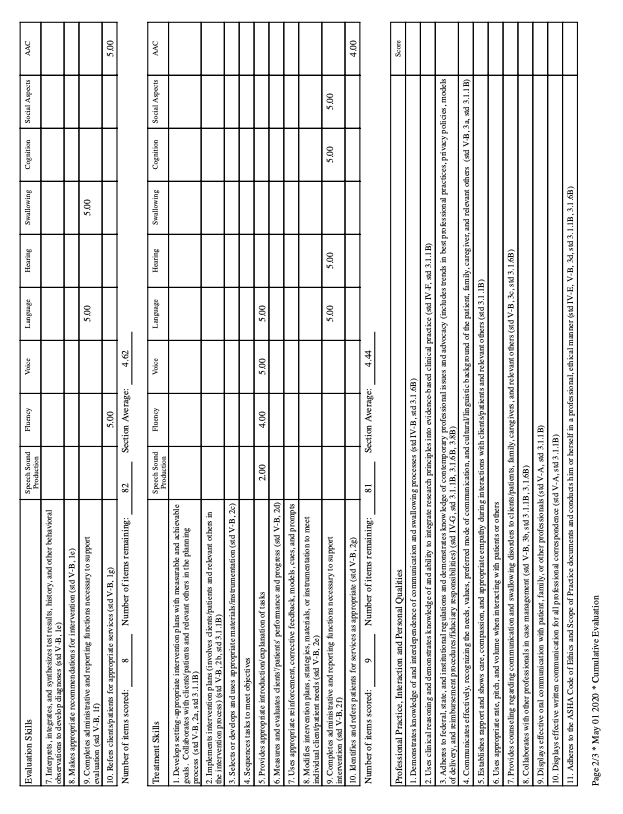 Evaluation Skills Speech Sound Production Fluency Voice Language Hearing Swallowing Cognition Social Aspects AAC
7. Interprets, integrates, and synthesizes test results, history, and other behavioral
observations to develop diagnoses (std V-B, 1e)
8. Makes appropriate recommendations for intervention (std V-B, 1e)
9. Completes administrative and reporting functions necessary to support
evaluation (std V-B, 1f) 5.00 5.00
10. Refers clients/patients for appropriate services (std V-B, 1g) 5.00 5.00
Number of items scored: 8 Number of items remaining: 82 Section Average: 4.62
Treatment Skills Speech Sound Production Fluency Voice Language Hearing Swallowing Cognition Social Aspects AAC
1. Develops setting-appropriate intervention plans with measurable and achievable
goals. Collaborates with clients/patients and relevant others in the planning
process (std V-B, 2a, std 3.1.1B)
2. Implements intervention plans (involves clients/patients and relevant others in
the intervention process) (std V-B, 2b, std 3.1.1B)
3. Selects or develops and uses appropriate materials/instrumentation (std V-B, 2c)
4. Sequences tasks to meet objectives
5. Provides appropriate introduction/explanation of tasks 2.00 4.00 5.00 5.00
6. Measures and evaluates clients'/patients' performance and progress (std V-B, 2d)
7. Uses appropriate reinforcement, corrective feedback, models, cues, and prompts
8. Modifies intervention plans, strategies, materials, or instrumentation to meet
individual client/patient needs (std V-B, 2e)
9. Completes administrative and reporting functions necessary to support
intervention (std V-B, 2f) 5.00 5.00 5.00 5.00
10. Identifies and refers patients for services as appropriate (std V-B, 2g) 4.00
Number of items scored: 9 Number of items remaining: 81 Section Average: 4.44
Professional Practice, Interaction and Personal Qualities Score
1. Demonstrates knowledge of and interdependence of communication and swallowing processes (std IV-B, std 3.1.6B)
2. Uses clinical reasoning and demonstrates knowledge of and ability to integrate research principles into evidence-based clinical practice (std IV-F, std 3.1.1B)
3. Adheres to federal, state, and institutional regulations and demonstrates knowledge of contemporary professional issues and advocacy (includes trends in best professional practices, privacy policies, models
of delivery, and reimbursement procedures/fiduciary responsibilities) (std IV-G, std 3.1.1B, 3.1.6B, 3.8B)
4. Communicates effectively, recognizing the needs, values, preferred mode of communication, and cultural/linguistic background of the patient, family, caregiver, and relevant others (std V-B, 3a, std 3.1.1B)
5. Establishes rapport and shows care, compassion, and appropriate empathy during interactions with clients/patients and relevant others (std 3.1.1B)
6. Uses appropriate rate, pitch, and volume when interacting with patients or others
7. Provides counseling regarding communication and swallowing disorders to clients/patients, family, caregivers, and relevant others (std V-B, 3c, std 3.1.6B)
8. Collaborates with other professionals in case management (std V-B, 3b, std 3.1.1B, 3.1.6B)
9. Displays effective oral communication with patient, family, or other professionals (std V-A, std 3.1.1B)
10. Displays effective written communication for all professional correspondence (std V-A, std 3.1.1B)
11. Adheres to the ASHA Code of Ethics and Scope of Practice documents and conducts him or herself in a professional, ethical manner (std IV-E, V-B, 3d, std 3.1.1B, 3.1.6B)
Page 2/3 * May 01 2020 * Cumulative Evaluation